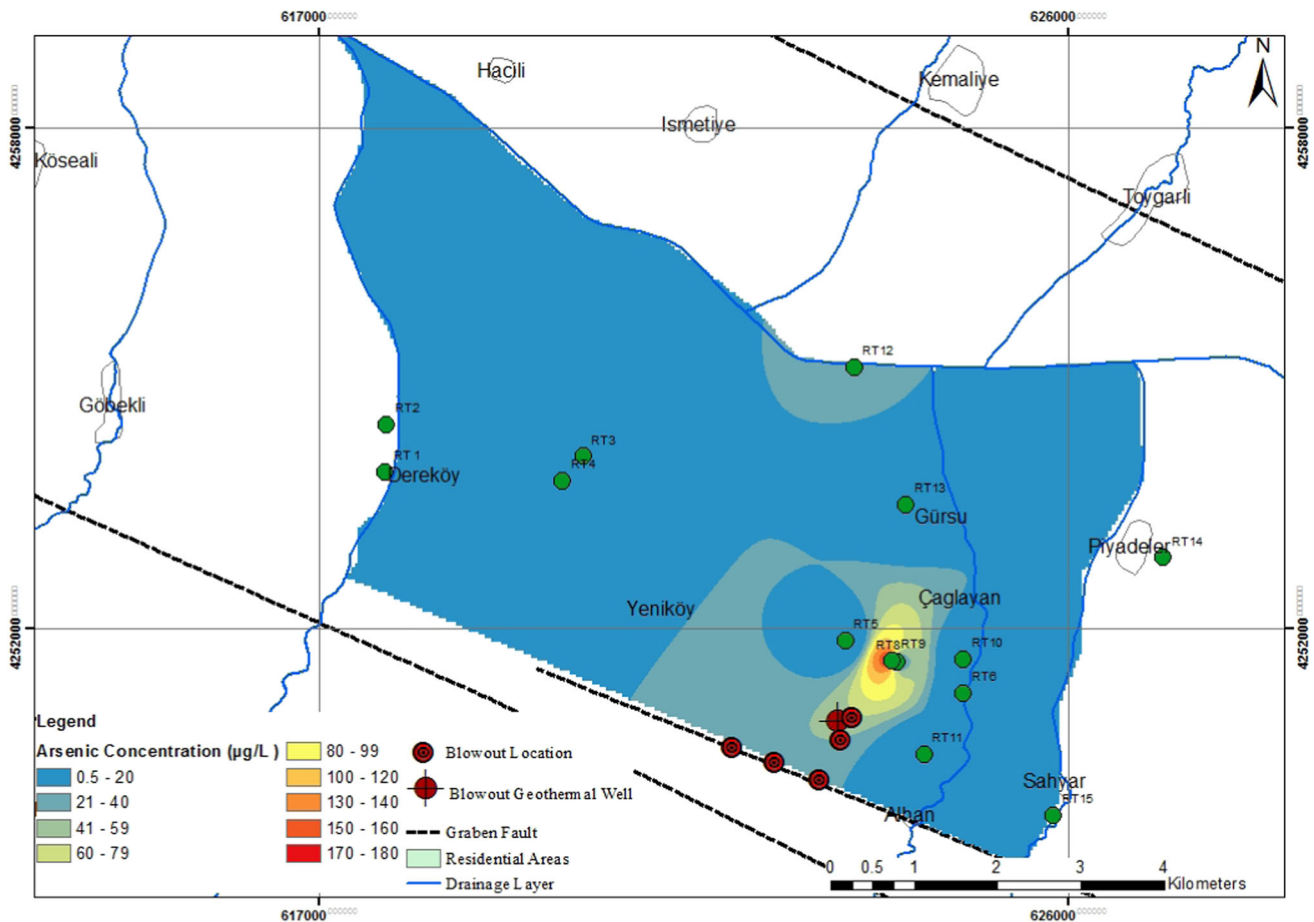 617000
626000
N
Hacili
Kemaliye
Ismetiye
4258000
4258000
Köseali
Toygarli
RT12
Göbekli
RT2
RT3
RT 1
RT4
Dereköy
RT13
Gürsu
Piyadeler
RT14
Çaglavan
Yeniköy
4252000
4252000
RT5
RT8
RT9
RT10
RT6
RT11
Sahyar
RT15
Alhan
Legend
Arsenic Concentration (µg/L )
0.5 - 20
21 - 40
41 - 59
60 - 79
80 - 99
100 - 120
130 - 140
150 - 160
170 - 180
Blowout Location
Blowout Geothermal Well
Graben Fault
Residential Areas
Drainage Layer
0 0.5 1 2 3 4
Kilometers
617000
626000